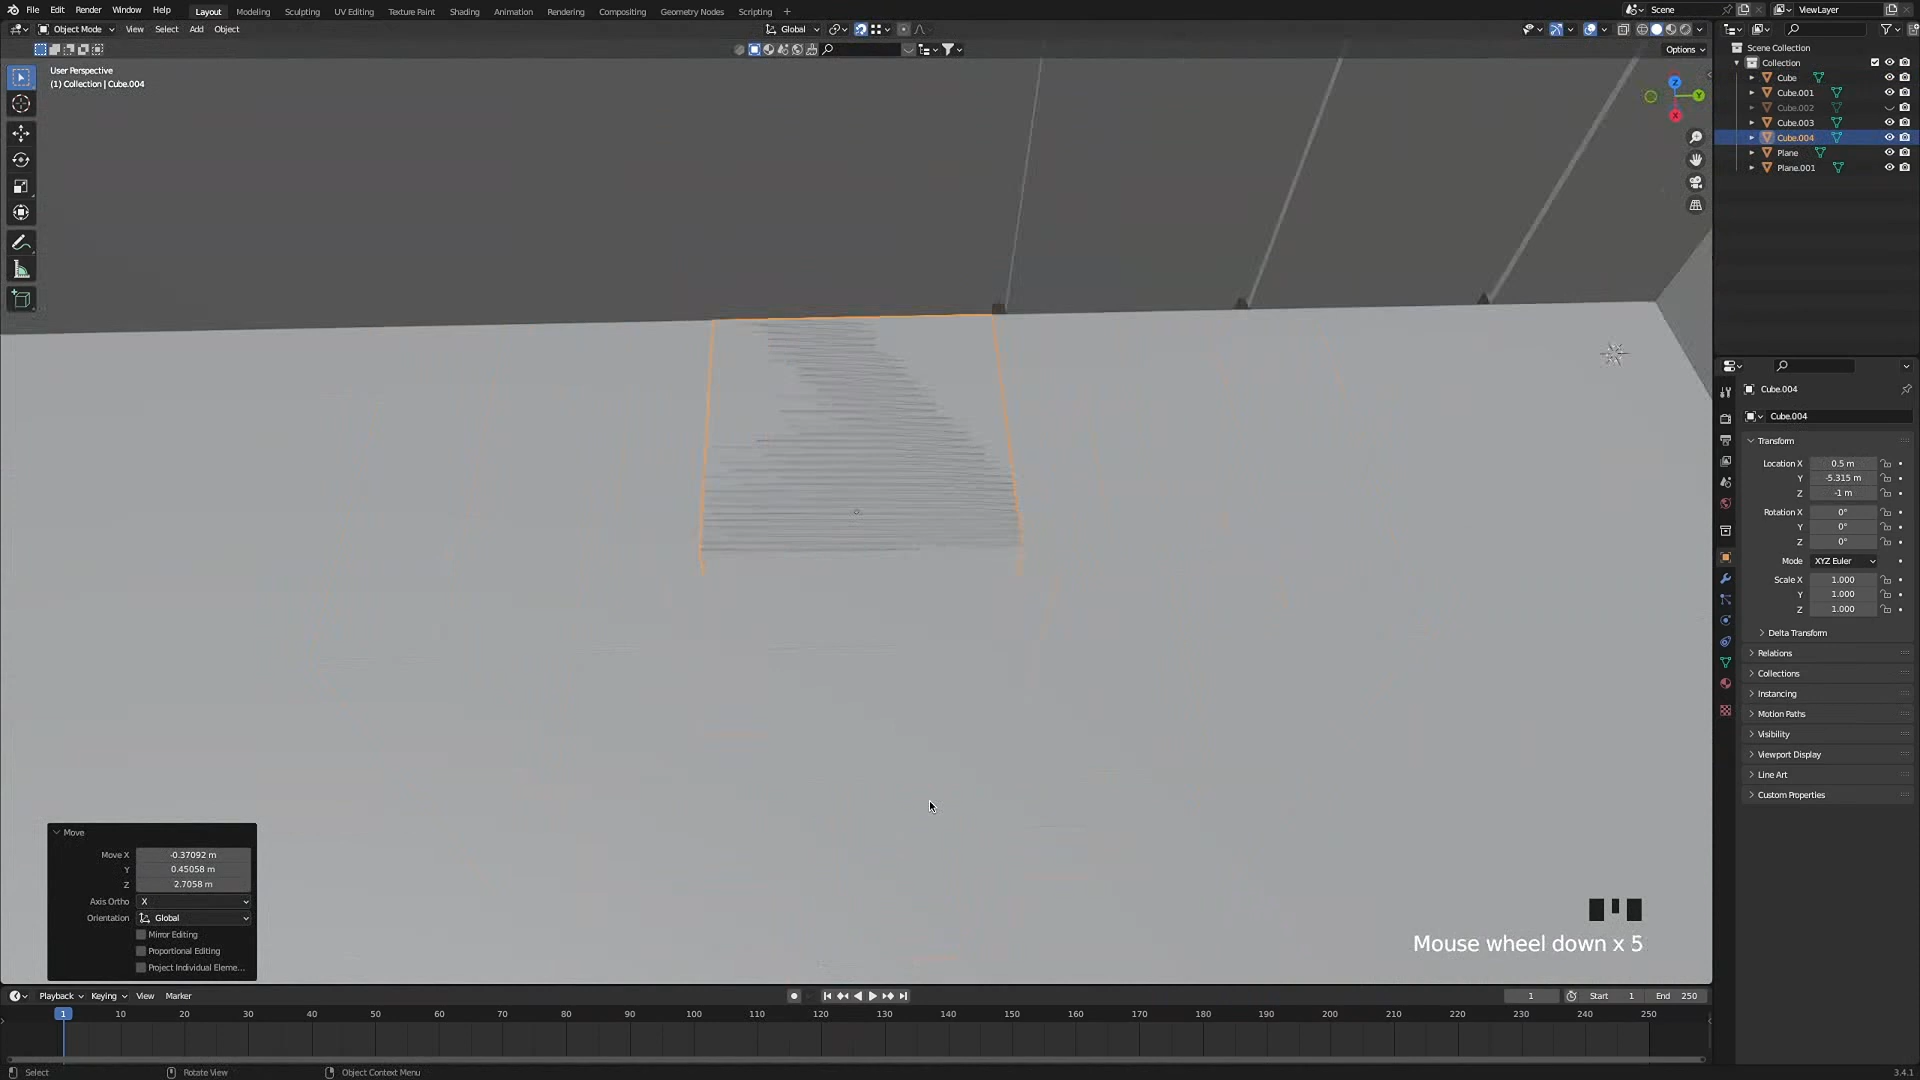 File Edit Render Window Help Layout Modeling Sculpting UV Editing Texture Paint Shading Animation Rendering Compositing Geometry Nodes Scripting + Scene ViewLayer
Object Mode View Select Add Object Global
Options
User Perspective
(1) Collection | Cube.004
Z
Y
X
Scene Collection
Collection
Cube
Cube.001
Cube.002
Cube.003
Cube.004
Plane
Plane.001
Cube.004
Cube.004
Transform
Location X 0.5 m
Y -5.315 m
Z -1 m
Rotation X 0°
Y 0°
Z 0°
Mode XYZ Euler
Scale X 1.000
Y 1.000
Z 1.000
Delta Transform
Relations
Collections
Instancing
Motion Paths
Visibility
Viewport Display
Line Art
Custom Properties
Move
Move X -0.37092 m
Y 0.45058 m
Z 2.7058 m
Axis Ortho X
Orientation Global
Mirror Editing
Proportional Editing
Project Individual Eleme...
Mouse wheel down x 5
Playback Keying View Marker 1 Start 1 End 250
1 10 20 30 40 50 60 70 80 90 100 110 120 130 140 150 160 170 180 190 200 210 220 230 240 250
Select Rotate View Object Context Menu 3.4.1